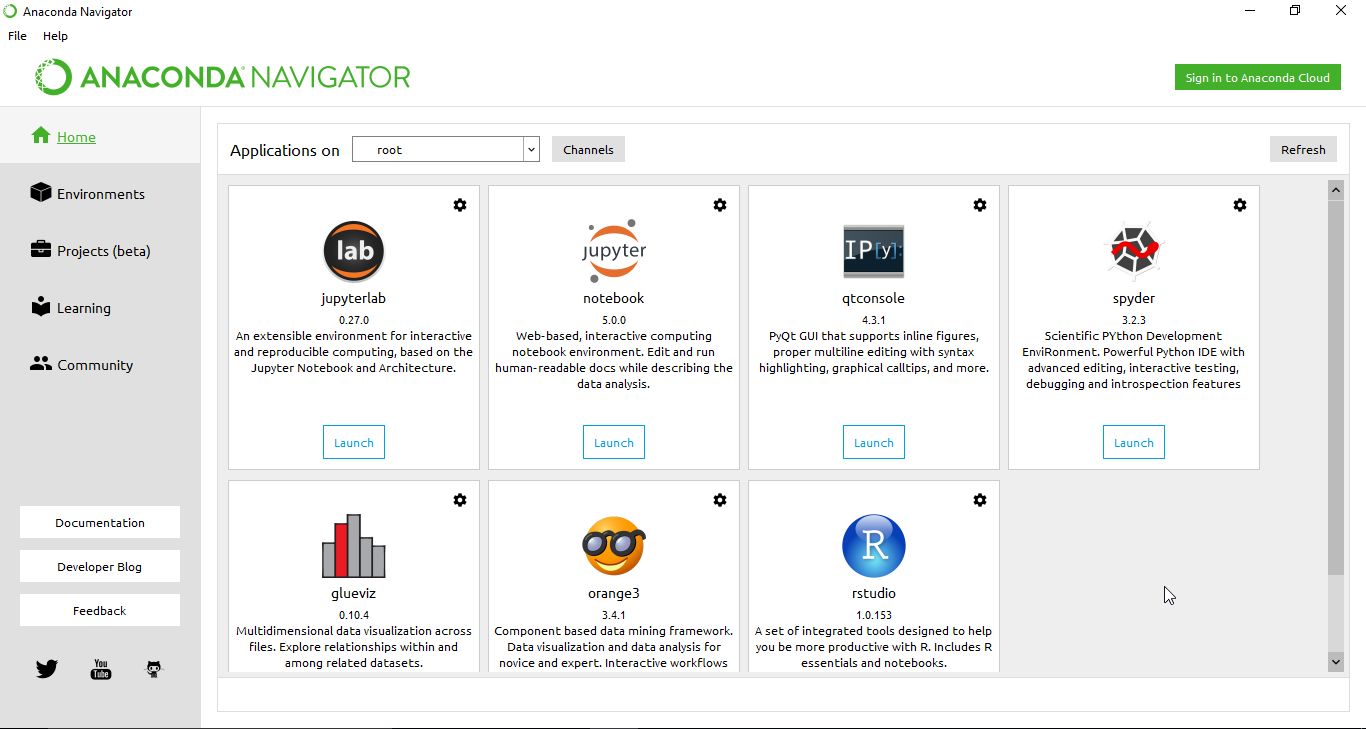 Anaconda Navigator
File Help
ANACONDA NAVIGATOR
Sign in to Anaconda Cloud
Home
Environments
Projects (beta)
Learning
Community
Documentation
Developer Blog
Feedback
You
Tube
Applications on root Channels Refresh
lab
jupyterlab
0.27.0
An extensible environment for interactive
and reproducible computing, based on the
Jupyter Notebook and Architecture.
Launch
jupyter
notebook
5.0.0
Web-based, interactive computing
notebook environment. Edit and run
human-readable docs while describing the
data analysis.
Launch
IP[y]:
qtconsole
4.3.1
PyQt GUI that supports inline figures,
proper multiline editing with syntax
highlighting, graphical calltips, and more.
Launch
spyder
3.2.3
Scientific PYthon Development
EnviRonment. Powerful Python IDE with
advanced editing, interactive testing,
debugging and introspection features
Launch
glueviz
0.10.4
Multidimensional data visualization across
files. Explore relationships within and
among related datasets.
orange3
3.4.1
Component based data mining framework.
Data visualization and data analysis for
novice and expert. Interactive workflows
R
rstudio
1.0.153
A set of integrated tools designed to help
you be more productive with R. Includes R
essentials and notebooks.